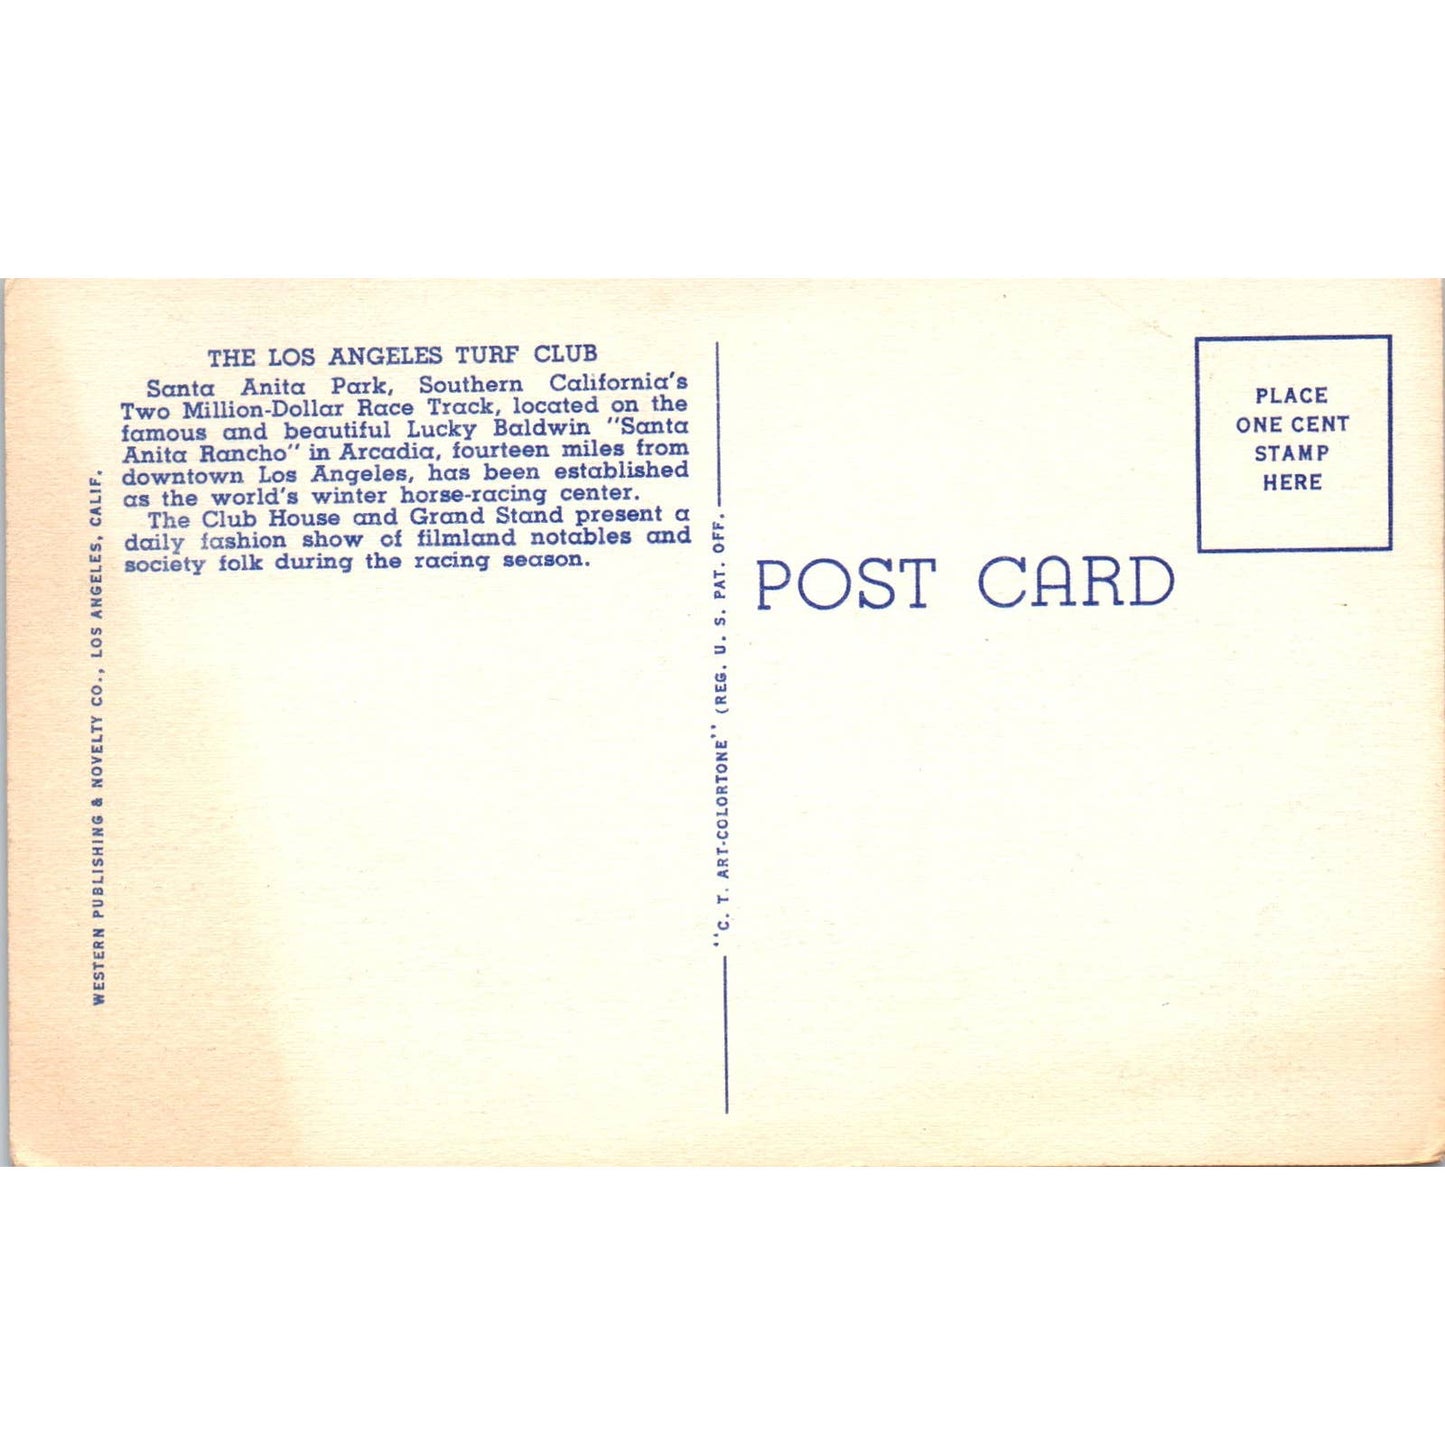 THE LOS ANGELES TURF CLUB
Santa Anita Park, Southern California's
Two Million-Dollar Race Track, located on the
famous and beautiful Lucky Baldwin "Santa
Anita Rancho" in Arcadia, fourteen miles from
downtown Los Angeles, has been established
as the world's winter horse-racing center.
The Club House and Grand Stand present a
daily fashion show of filmland notables and
society folk during the racing season.
WESTERN PUBLISHING & NOVELTY CO., LOS ANGELES, CALIF.
"C. T. ART-COLORTONE" (REG. U. S. PAT. OFF.
POST CARD
PLACE
ONE CENT
STAMP
HERE